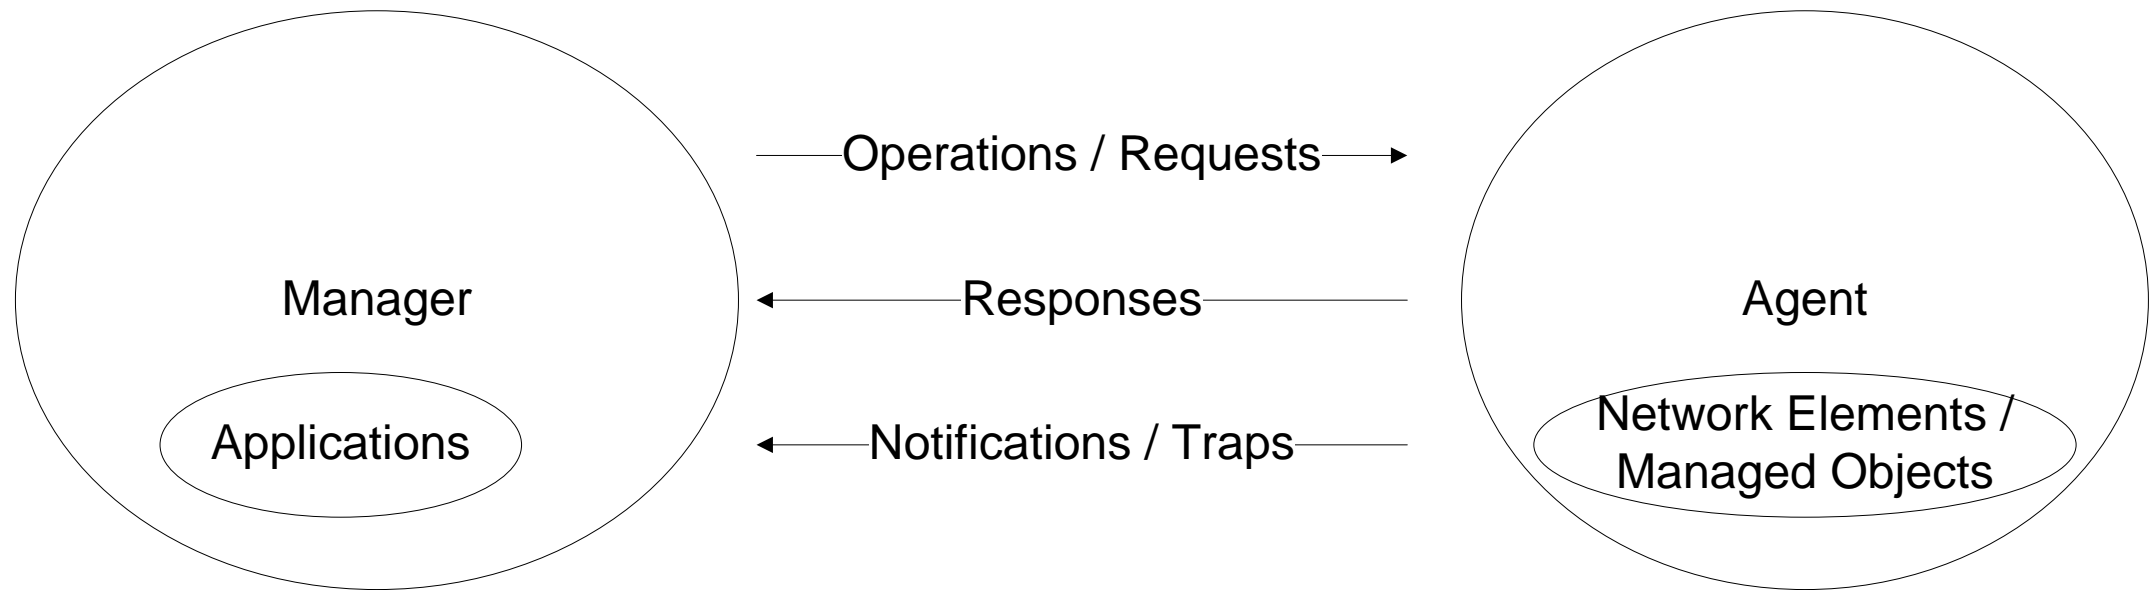 Operations / Requests
Manager
Responses
Agent
Applications
Notifications / Traps
Network Elements /
Managed Objects